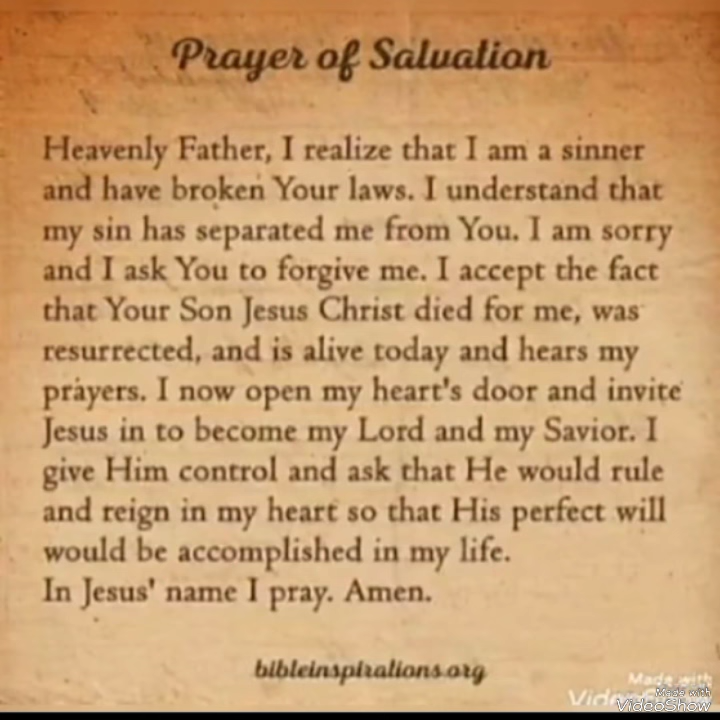 Prayer of Salvation
Heavenly Father, I realize that I am a sinner
and have broken Your laws. I understand that
my sin has separated me from You. I am sorry
and I ask You to forgive me. I accept the fact
that Your Son Jesus Christ died for me, was
resurrected, and is alive today and hears my
prayers. I now open my heart's door and invite
Jesus in to become my Lord and my Savior. I
give Him control and ask that He would rule
and reign in my heart so that His perfect will
would be accomplished in my life.
In Jesus' name I pray. Amen.
bibleinspirations.org
Made with
Made with
VideoShow